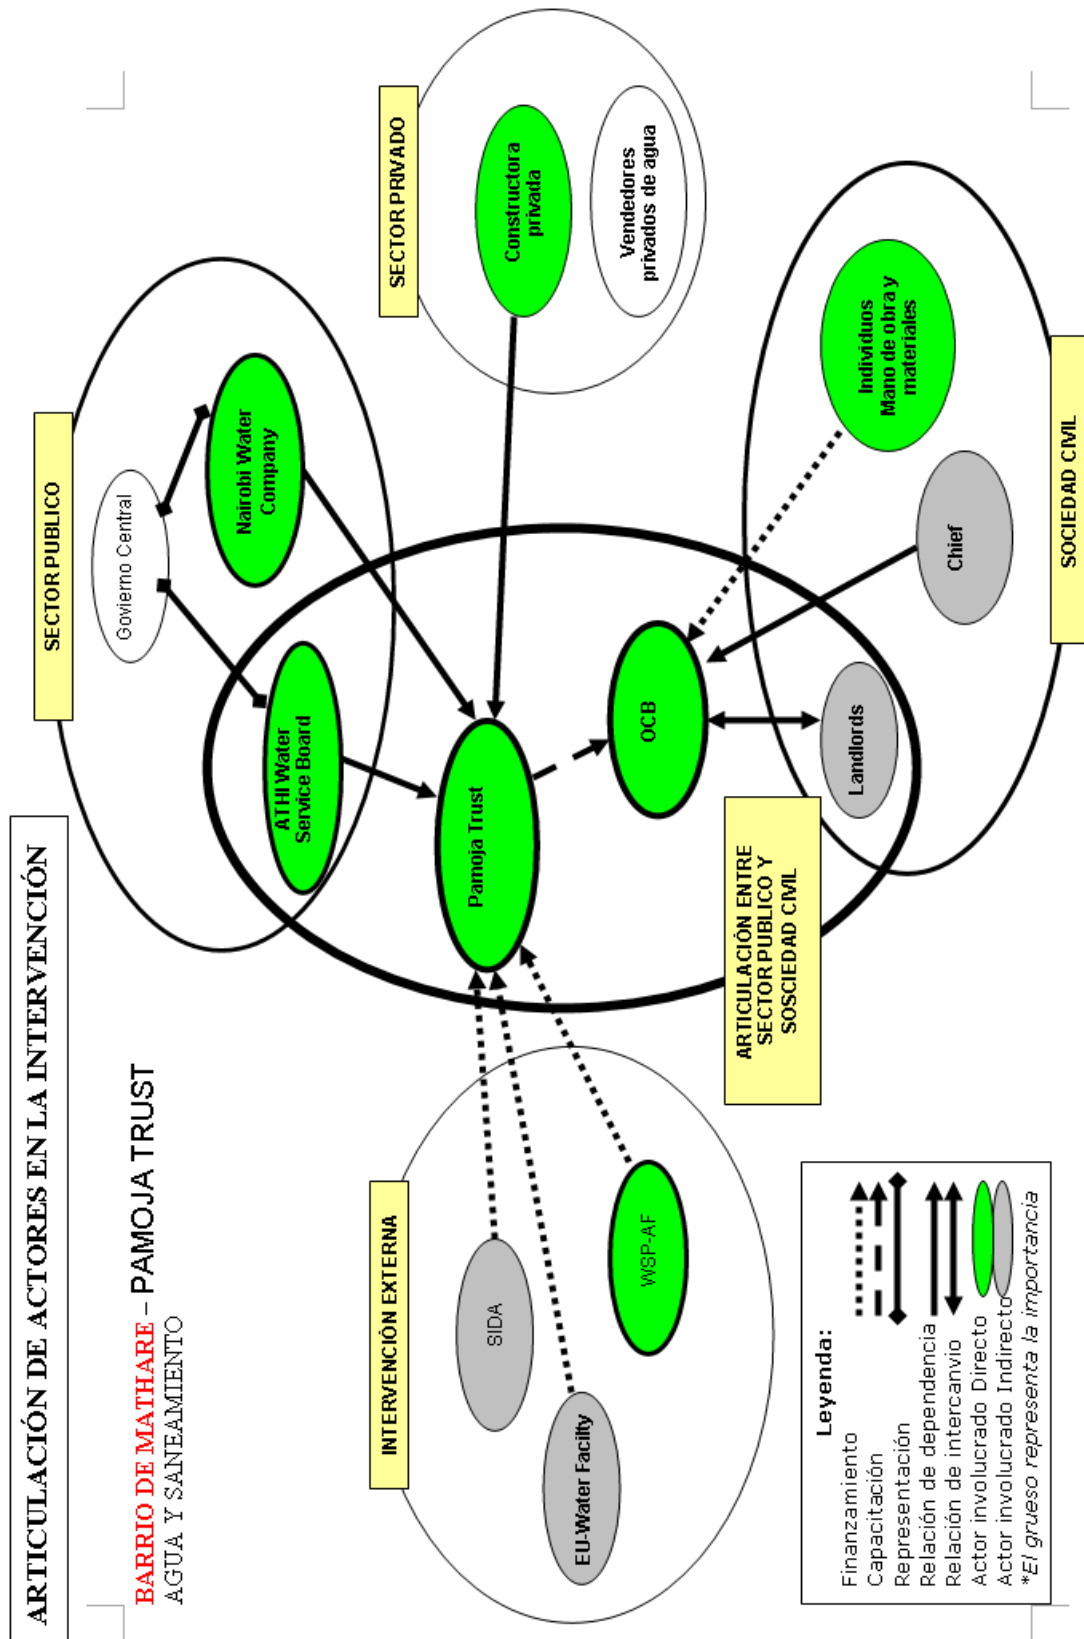 ARTICULACIÓN DE ACTORES EN LA INTERVENCIÓN
BARRIO DE MATHARE – PAMOJA TRUST
AGUA Y SANEAMIENTO
SECTOR PUBLICO
Govierno Central
ATHI Water
Service Board
Nairobi Water
Company
SECTOR PRIVADO
Constructora
privada
Vendedores
privados de agua
INTERVENCIÓN EXTERNA
SIDA
EU-Water Facilty
WSP-AF
Pamoja Trust
OCB
ARTICULACIÓN ENTRE
SECTOR PUBLICO Y
SOSCIEDAD CIVIL
Landlords
Chief
Individuos
Mano de obra y
materiales
SOCIEDAD CIVIL
Leyenda:
Finanzamiento
Capacitación
Representación
Relación de dependencia
Relación de intercanvio
Actor involucrado Directo
Actor involucrado Indirecto
*El grueso representa la importancia